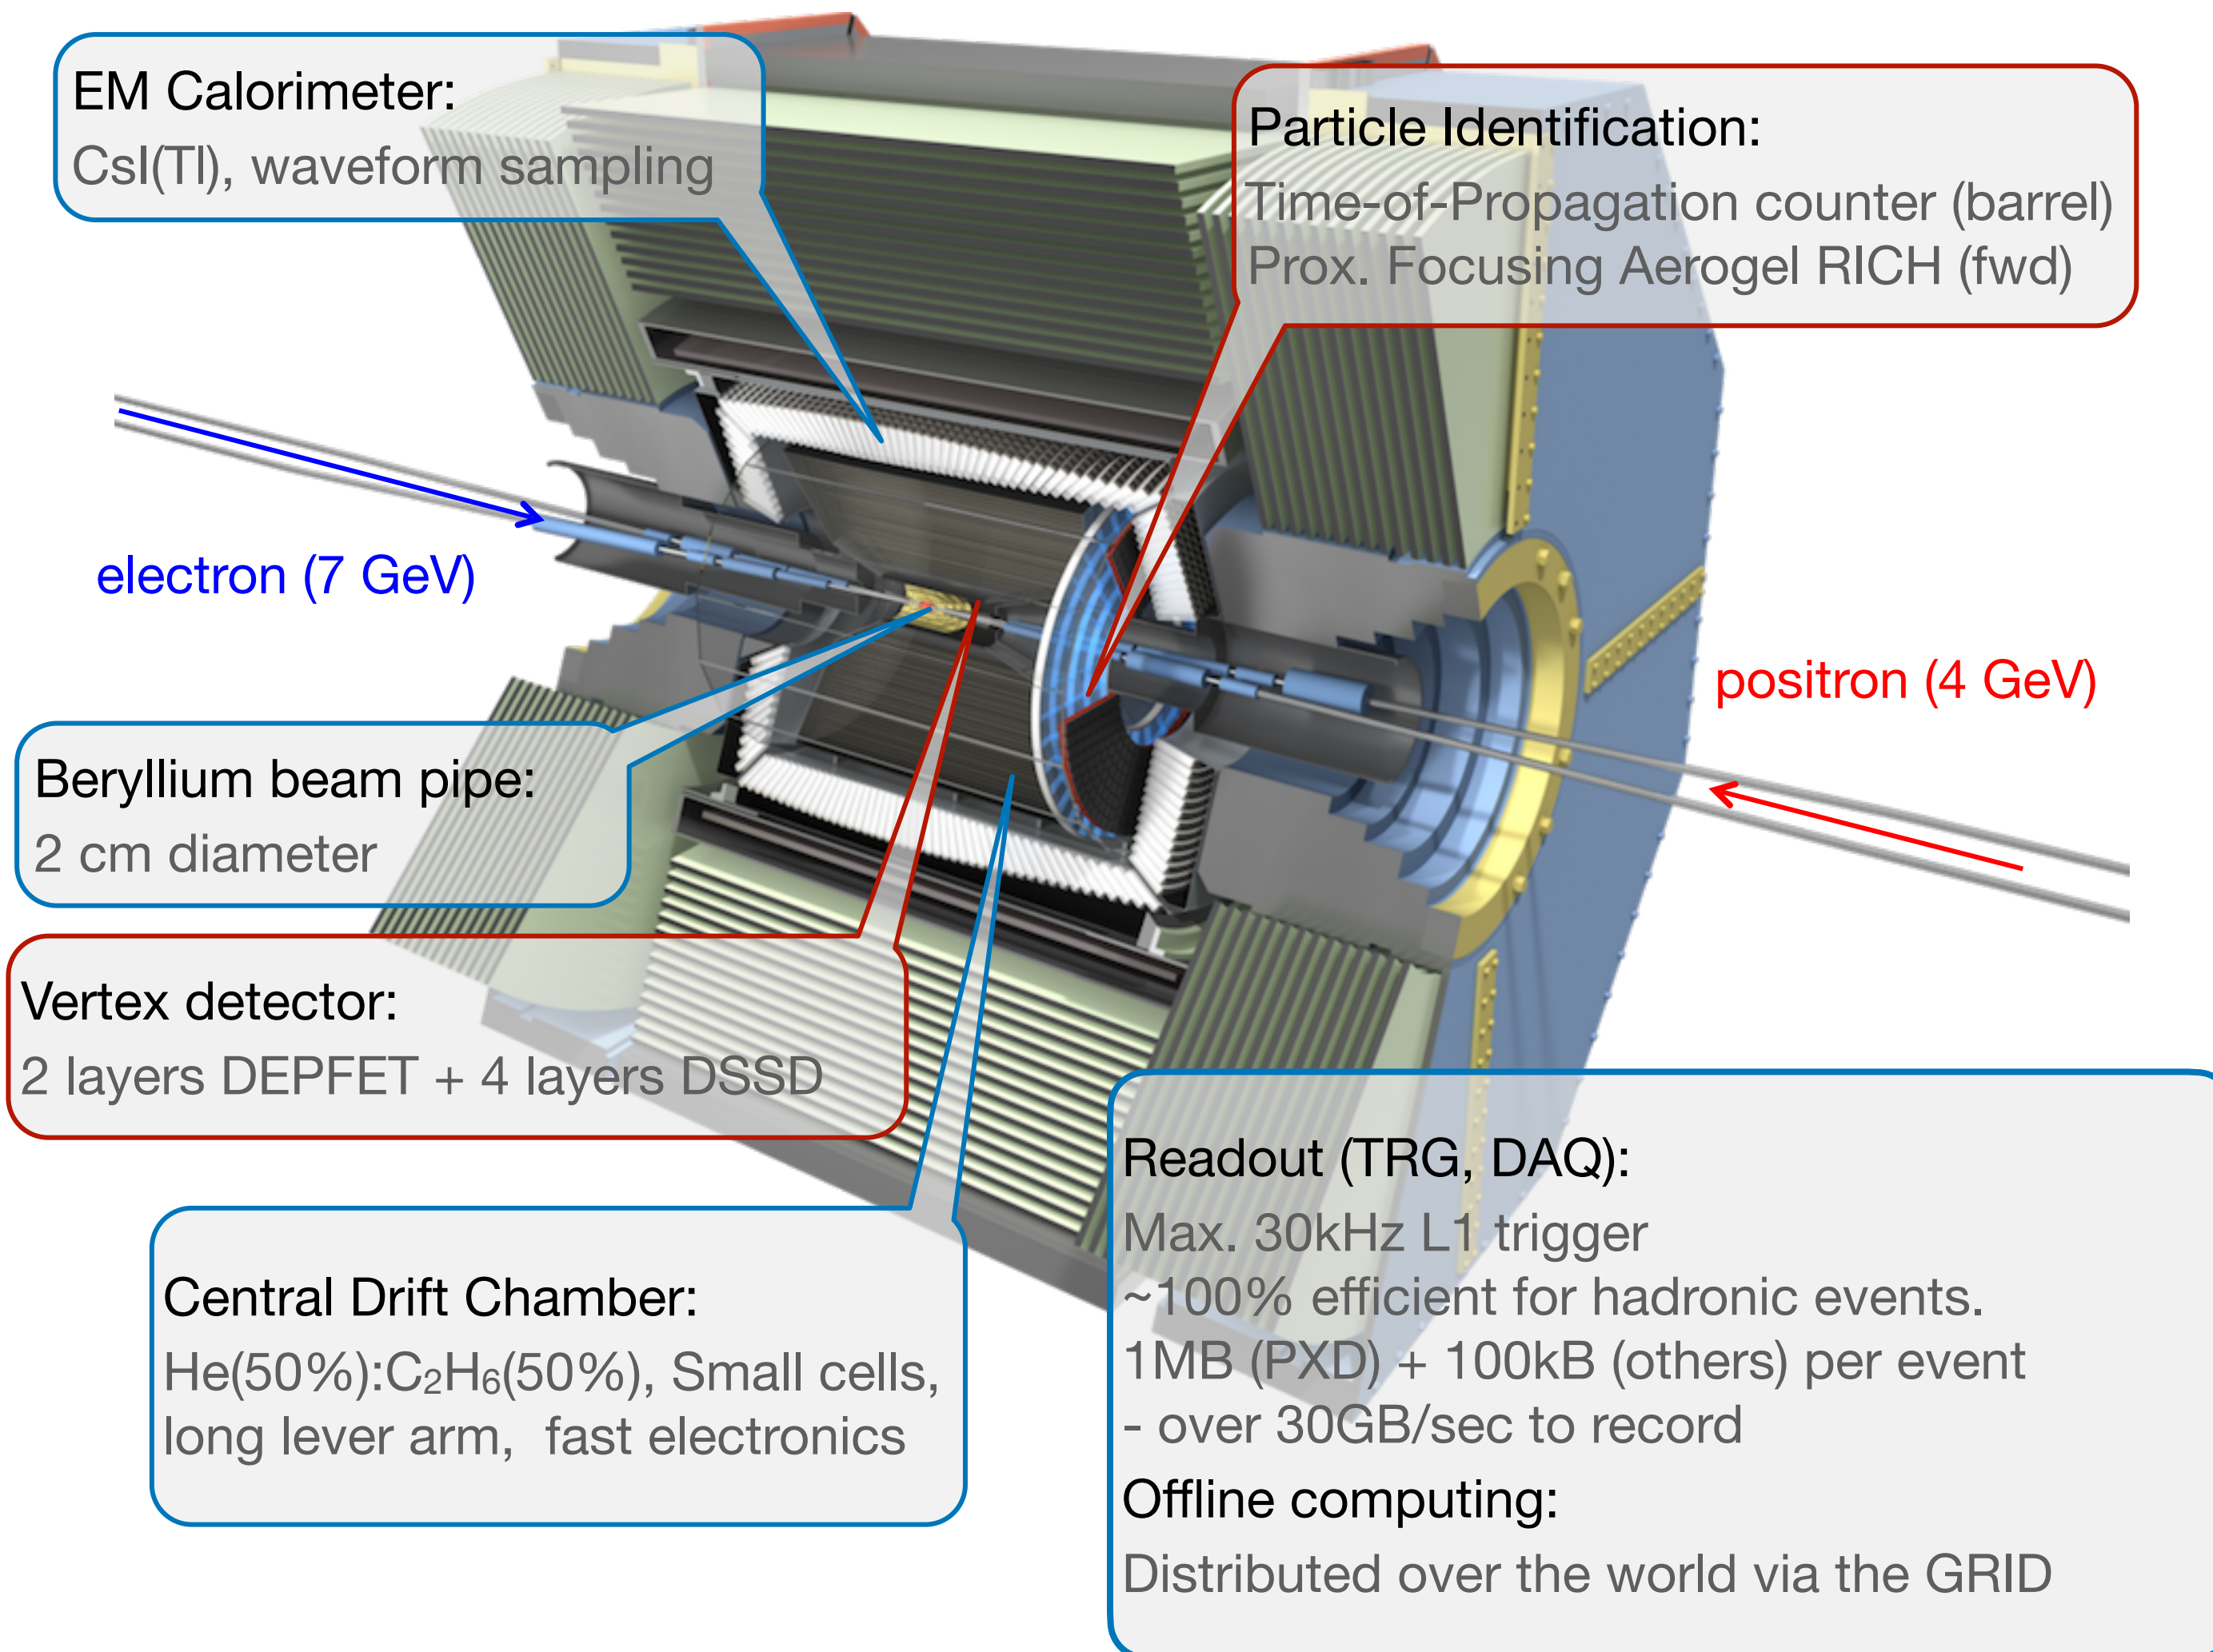 EM Calorimeter:
CsI(Tl), waveform sampling
Particle Identification:
Time-of-Propagation counter (barrel)
Prox. Focusing Aerogel RICH (fwd)
electron (7 GeV)
positron (4 GeV)
Beryllium beam pipe:
2 cm diameter
Vertex detector:
2 layers DEPFET + 4 layers DSSD
Central Drift Chamber:
He(50%):C₂H₆(50%), Small cells,
long lever arm, fast electronics
Readout (TRG, DAQ):
Max. 30kHz L1 trigger
~100% efficient for hadronic events.
1MB (PXD) + 100kB (others) per event
- over 30GB/sec to record
Offline computing:
Distributed over the world via the GRID